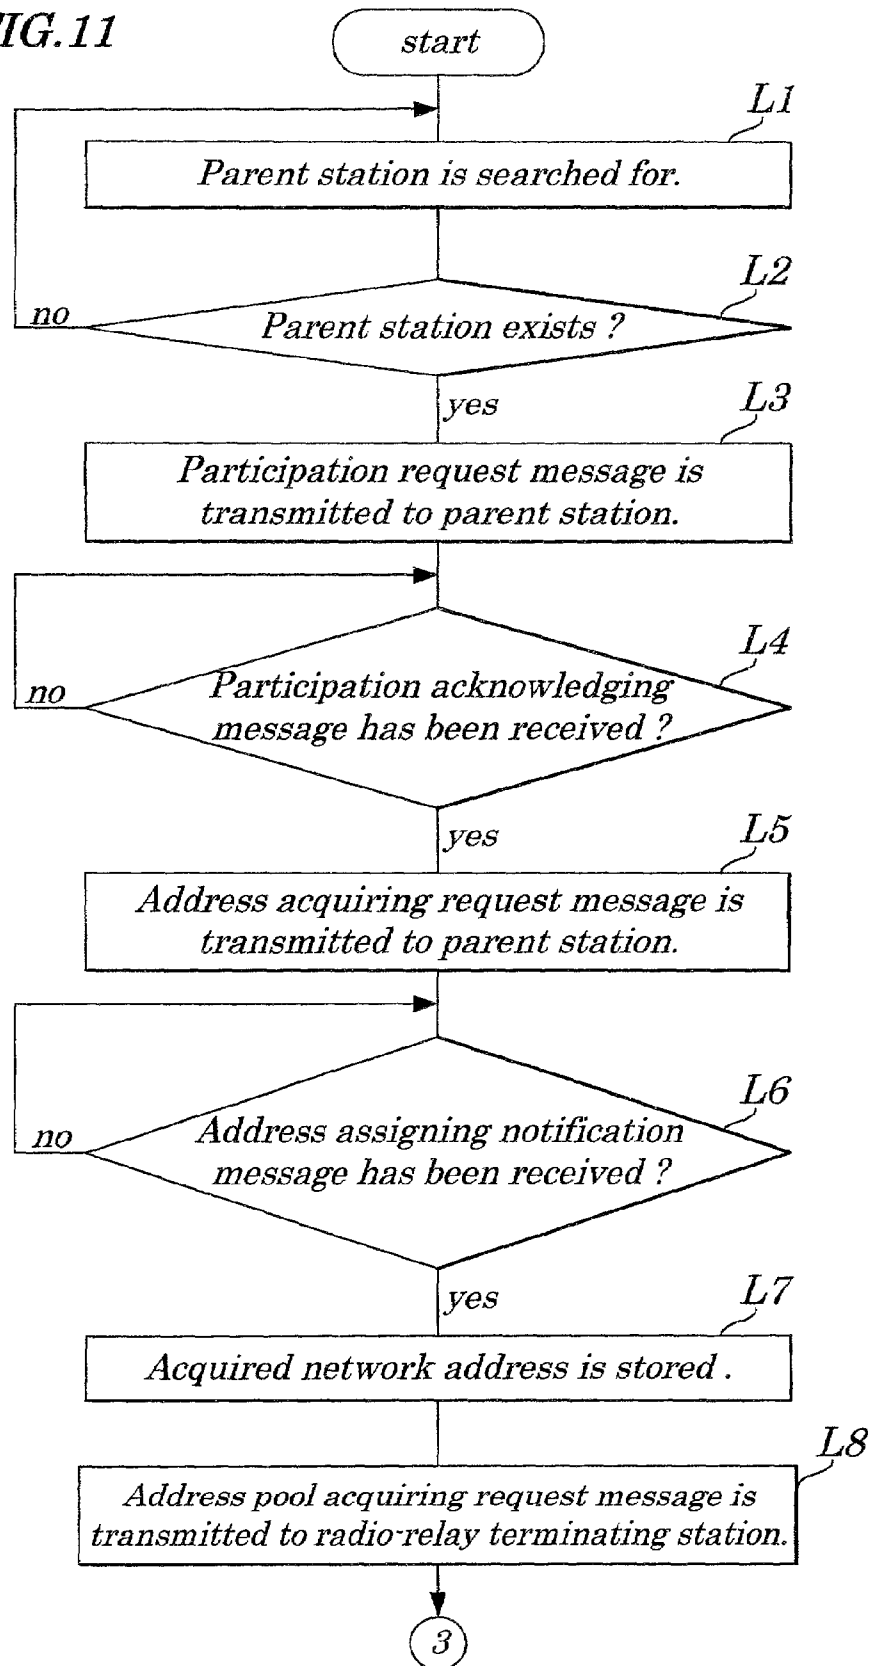 FIG.11
start
L1
Parent station is searched for.
L2
no
Parent station exists ?
yes
L3
Participation request message is
transmitted to parent station.
L4
no
Participation acknowledging
message has been received ?
yes
L5
Address acquiring request message is
transmitted to parent station.
L6
no
Address assigning notification
message has been received ?
yes
L7
Acquired network address is stored .
L8
Address pool acquiring request message is
transmitted to radio-relay terminating station.
3